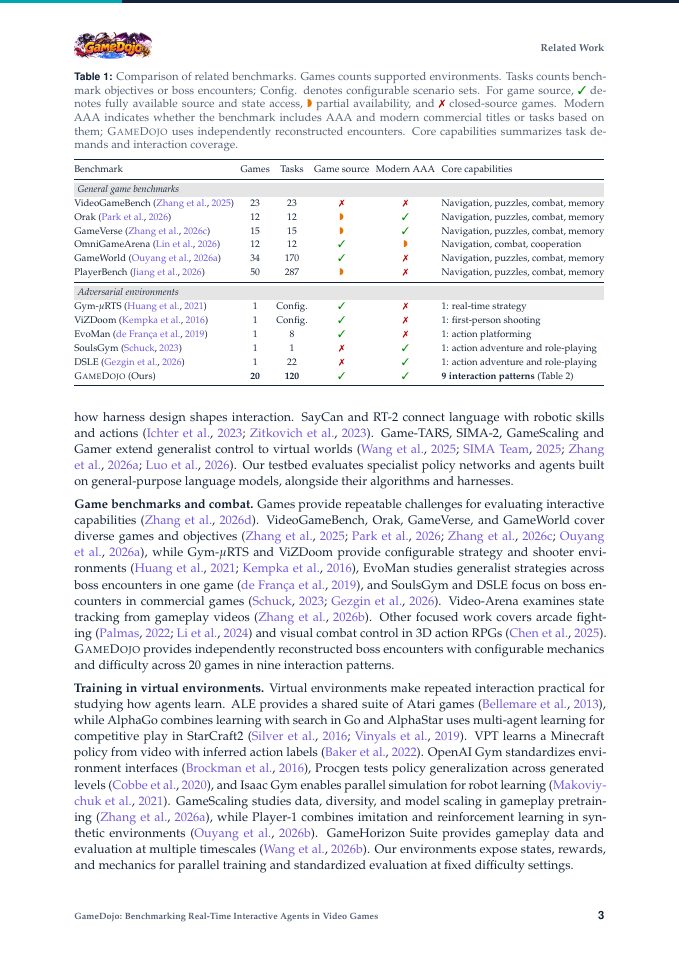 GameDojo
Related Work
Table 1: Comparison of related benchmarks. Games counts supported environments. Tasks counts bench-
mark objectives or boss encounters; Config. denotes configurable scenario sets. For game source, ✓ de-
notes fully available source and state access, ◗ partial availability, and ✗ closed-source games. Modern
AAA indicates whether the benchmark includes AAA and modern commercial titles or tasks based on
them; GAMEDOJO uses independently reconstructed encounters. Core capabilities summarizes task de-
mands and interaction coverage.
Benchmark Games Tasks Game source Modern AAA Core capabilities
General game benchmarks
VideoGameBench (Zhang et al., 2025) 23 23 ✗ ✗ Navigation, puzzles, combat, memory
Orak (Park et al., 2026) 12 12 ◗ ✓ Navigation, puzzles, combat, memory
GameVerse (Zhang et al., 2026c) 15 15 ◗ ✓ Navigation, puzzles, combat, memory
OmniGameArena (Lin et al., 2026) 12 12 ✓ ◗ Navigation, combat, cooperation
GameWorld (Ouyang et al., 2026a) 34 170 ✓ ✗ Navigation, puzzles, combat, memory
PlayerBench (Jiang et al., 2026) 50 287 ◗ ✗ Navigation, puzzles, combat, memory
Adversarial environments
Gym-μRTS (Huang et al., 2021) 1 Config. ✓ ✗ 1: real-time strategy
ViZDoom (Kempka et al., 2016) 1 Config. ✓ ✗ 1: first-person shooting
EvoMan (de França et al., 2019) 1 8 ✓ ✗ 1: action platforming
SoulsGym (Schuck, 2023) 1 1 ✗ ✓ 1: action adventure and role-playing
DSLE (Gezgin et al., 2026) 1 22 ✗ ✓ 1: action adventure and role-playing
GAMEDOJO (Ours) 20 120 ✓ ✓ 9 interaction patterns (Table 2)
how harness design shapes interaction. SayCan and RT-2 connect language with robotic skills
and actions (Ichter et al., 2023; Zitkovich et al., 2023). Game-TARS, SIMA-2, GameScaling and
Gamer extend generalist control to virtual worlds (Wang et al., 2025; SIMA Team, 2025; Zhang
et al., 2026a; Luo et al., 2026). Our testbed evaluates specialist policy networks and agents built
on general-purpose language models, alongside their algorithms and harnesses.
Game benchmarks and combat. Games provide repeatable challenges for evaluating interactive
capabilities (Zhang et al., 2026d). VideoGameBench, Orak, GameVerse, and GameWorld cover
diverse games and objectives (Zhang et al., 2025; Park et al., 2026; Zhang et al., 2026c; Ouyang
et al., 2026a), while Gym-μRTS and ViZDoom provide configurable strategy and shooter envi-
ronments (Huang et al., 2021; Kempka et al., 2016), EvoMan studies generalist strategies across
boss encounters in one game (de França et al., 2019), and SoulsGym and DSLE focus on boss en-
counters in commercial games (Schuck, 2023; Gezgin et al., 2026). Video-Arena examines state
tracking from gameplay videos (Zhang et al., 2026b). Other focused work covers arcade fight-
ing (Palmas, 2022; Li et al., 2024) and visual combat control in 3D action RPGs (Chen et al., 2025).
GAMEDOJO provides independently reconstructed boss encounters with configurable mechanics
and difficulty across 20 games in nine interaction patterns.
Training in virtual environments. Virtual environments make repeated interaction practical for
studying how agents learn. ALE provides a shared suite of Atari games (Bellemare et al., 2013),
while AlphaGo combines learning with search in Go and AlphaStar uses multi-agent learning for
competitive play in StarCraft2 (Silver et al., 2016; Vinyals et al., 2019). VPT learns a Minecraft
policy from video with inferred action labels (Baker et al., 2022). OpenAI Gym standardizes envi-
ronment interfaces (Brockman et al., 2016), Procgen tests policy generalization across generated
levels (Cobbe et al., 2020), and Isaac Gym enables parallel simulation for robot learning (Makoviy-
chuk et al., 2021). GameScaling studies data, diversity, and model scaling in gameplay pretrain-
ing (Zhang et al., 2026a), while Player-1 combines imitation and reinforcement learning in syn-
thetic environments (Ouyang et al., 2026b). GameHorizon Suite provides gameplay data and
evaluation at multiple timescales (Wang et al., 2026b). Our environments expose states, rewards,
and mechanics for parallel training and standardized evaluation at fixed difficulty settings.
GameDojo: Benchmarking Real-Time Interactive Agents in Video Games
3